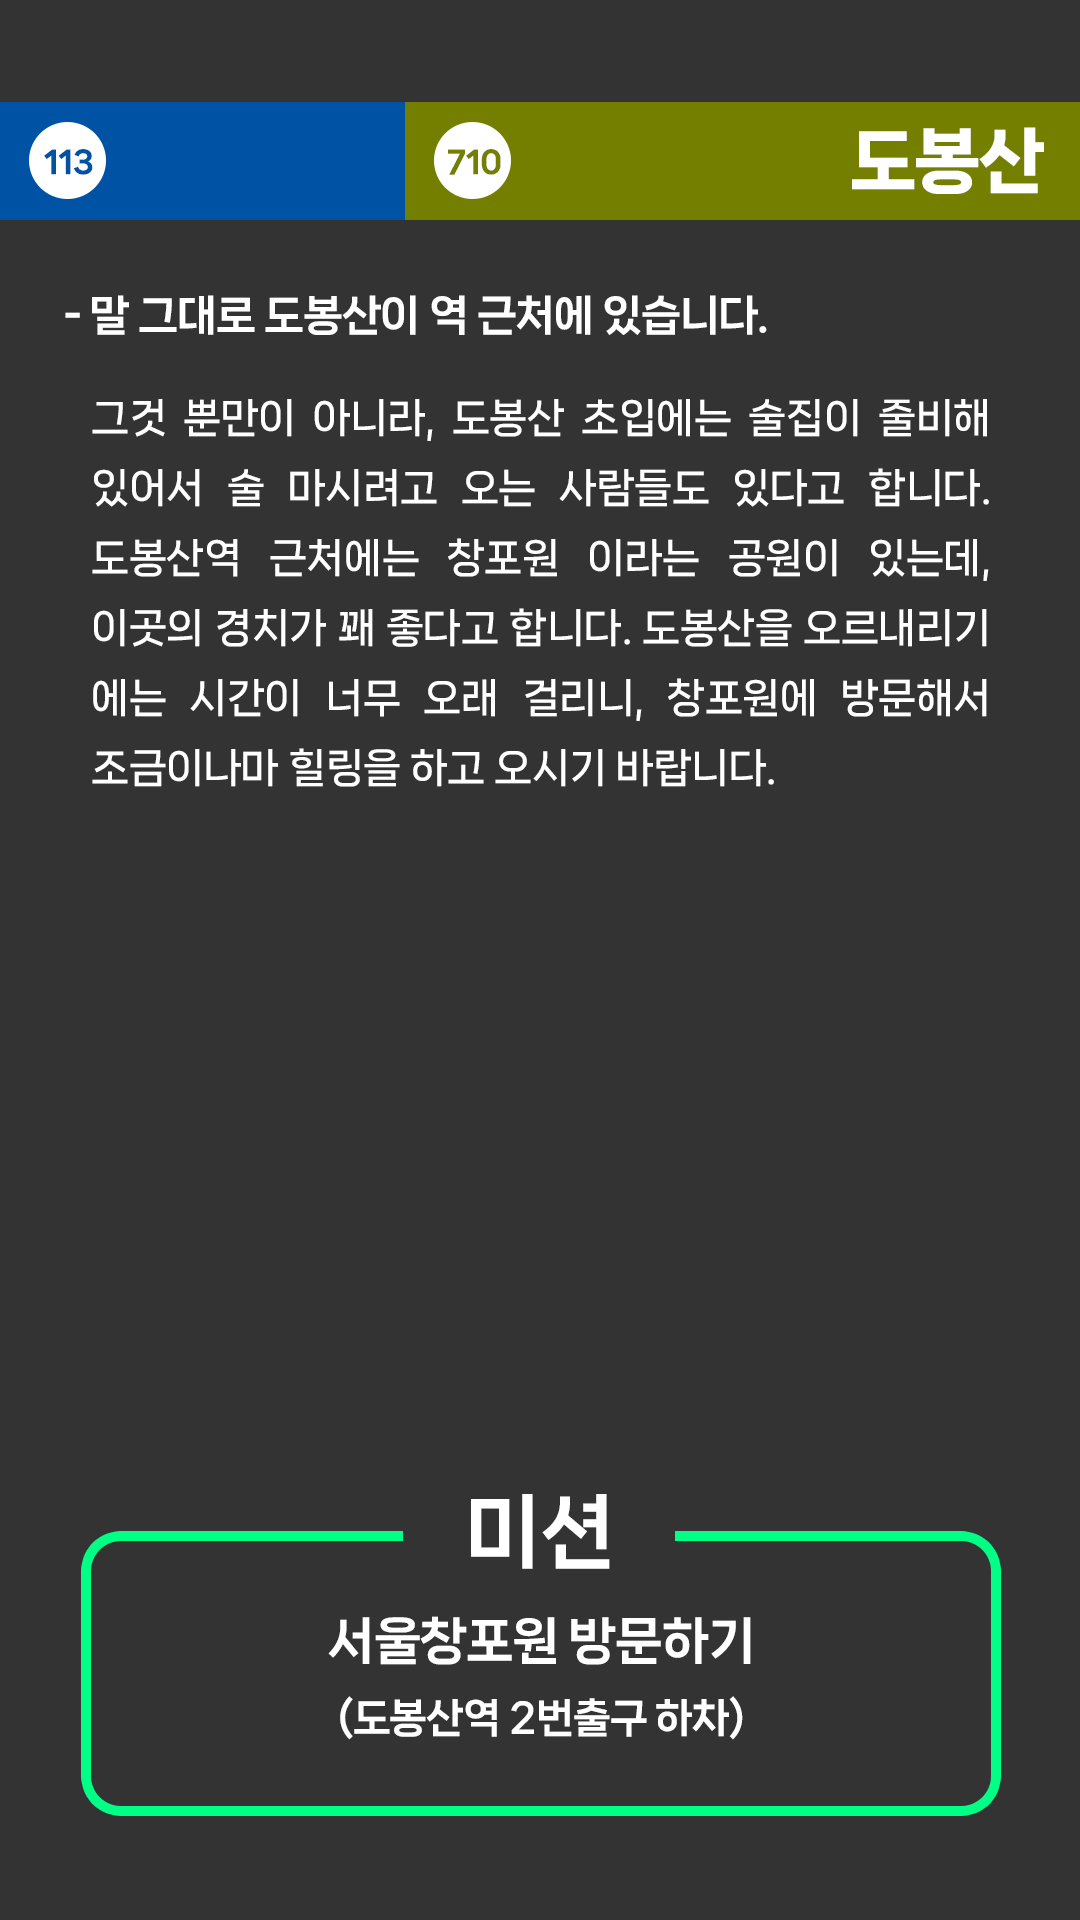 113
710
도봉산
- 말 그대로 도봉산이 역 근처에 있습니다.
그것 뿐만이 아니라, 도봉산 초입에는 술집이 줄비해
있어서 술 마시려고 오는 사람들도 있다고 합니다.
도봉산역 근처에는 창포원 이라는 공원이 있는데,
이곳의 경치가 꽤 좋다고 합니다. 도봉산을 오르내리기
에는 시간이 너무 오래 걸리니, 창포원에 방문해서
조금이나마 힐링을 하고 오시기 바랍니다.
미션
서울창포원 방문하기
(도봉산역 2번출구 하차)